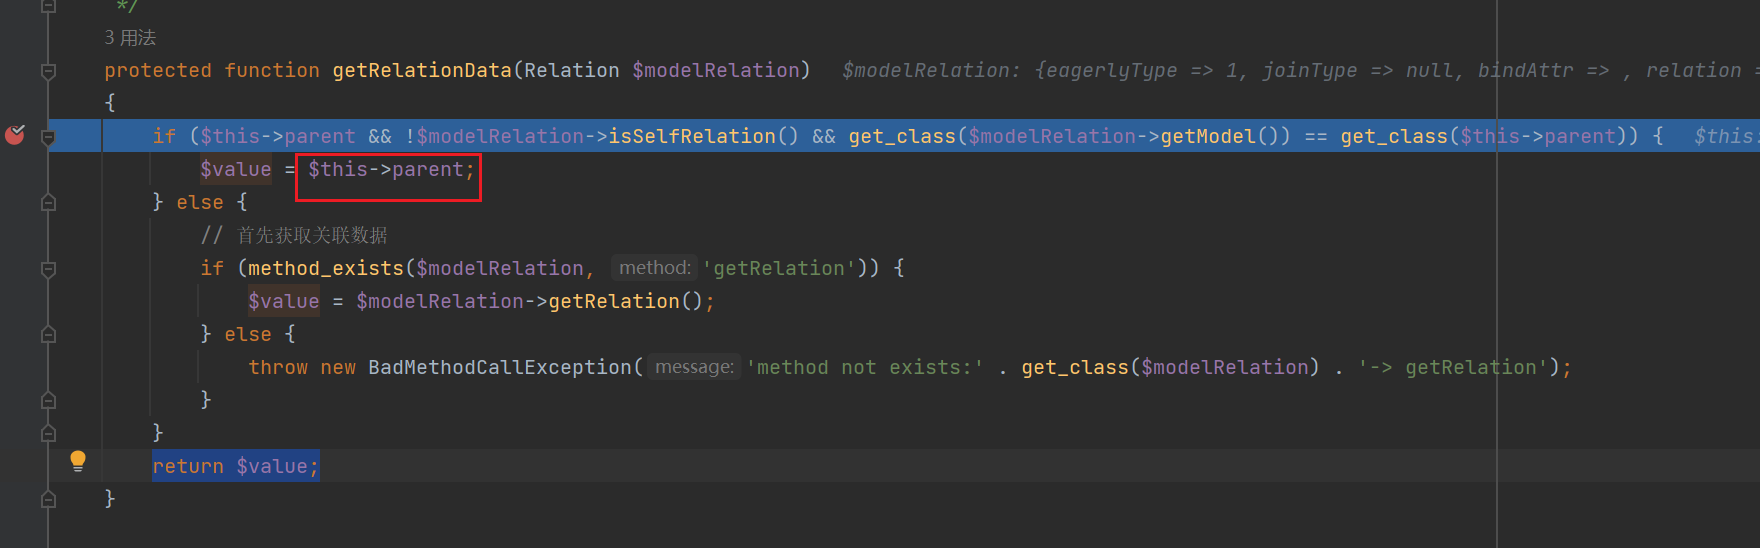 */
3 用法
protected function getRelationData(Relation $modelRelation) $modelRelation: {eagerlyType => 1, joinType => null, bindAttr => , relation =
{
if ($this->parent && !$modelRelation->isSelfRelation() && get_class($modelRelation->getModel()) == get_class($this->parent)) { $this:
$value = $this->parent;
} else {
// 首先获取关联数据
if (method_exists($modelRelation, method: 'getRelation')) {
$value = $modelRelation->getRelation();
} else {
throw new BadMethodCallException( message: 'method not exists:' . get_class($modelRelation) . '-> getRelation');
}
}
return $value;
}